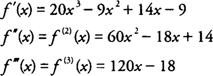 f′(x) = 20x³ − 9x² + 14x − 9
f″(x) = f⁽²⁾(x) = 60x² − 18x + 14
f‴(x) = f⁽³⁾(x) = 120x − 18